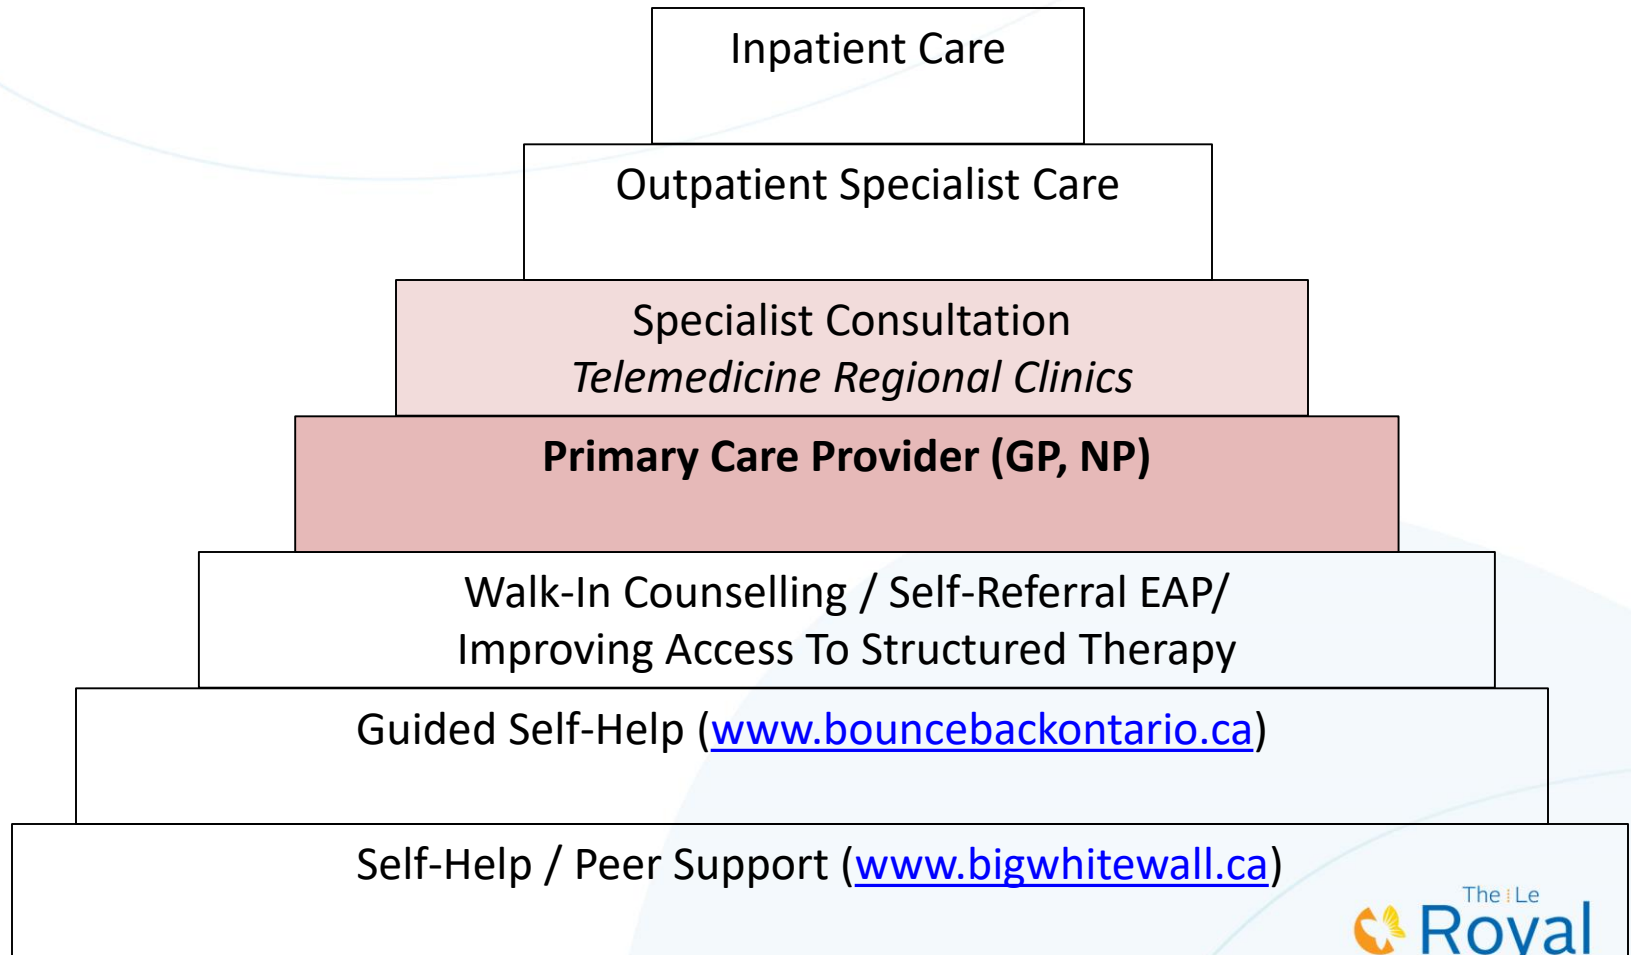 Inpatient Care
Outpatient Specialist Care
Specialist Consultation
Telemedicine Regional Clinics
Primary Care Provider (GP, NP)
Walk-In Counselling / Self-Referral EAP/
Improving Access To Structured Therapy
Guided Self-Help (www.bouncebackontario.ca)
Self-Help / Peer Support (www.bigwhitewall.ca)
The Le
Royal